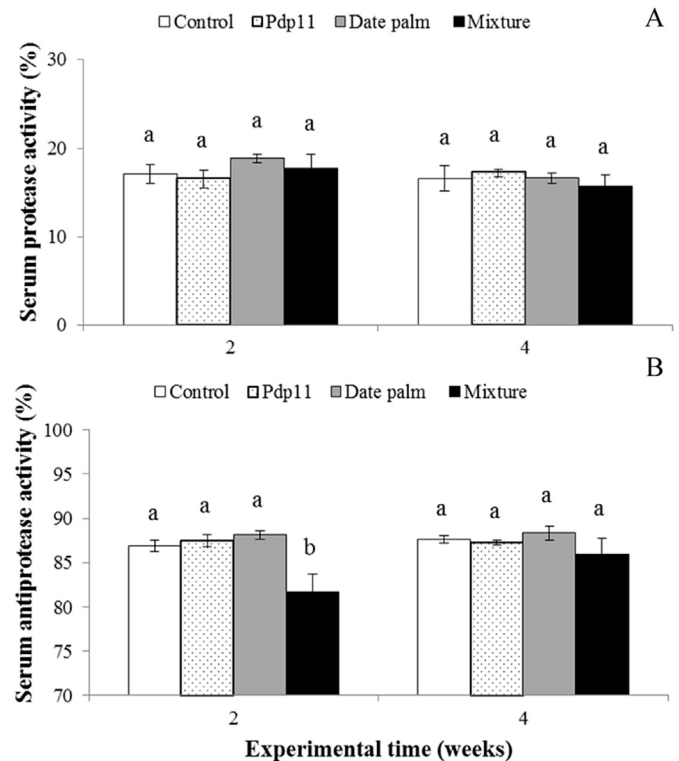 A
Control Pdp11 Date palm Mixture
Serum protease activity (%)
30
20
10
0
a a a a a a a a
2 4
B
Control Pdp11 Date palm Mixture
Serum antiprotease activity (%)
100
95
90
85
80
75
70
a a a b a a a a
2 4
Experimental time (weeks)